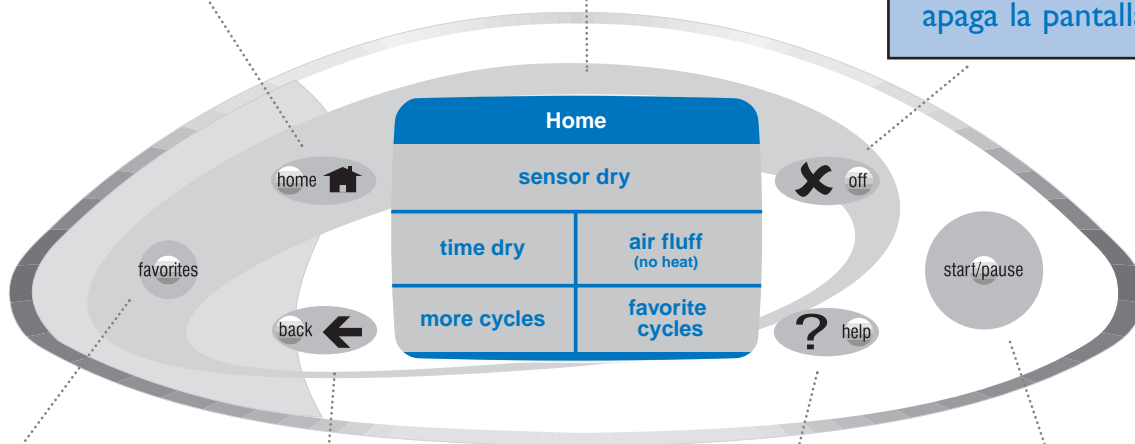 apaga la pantalla
Home
home
sensor dry
off
favorites
time dry
air fluff
(no heat)
start/pause
back
more cycles
favorite
cycles
? help